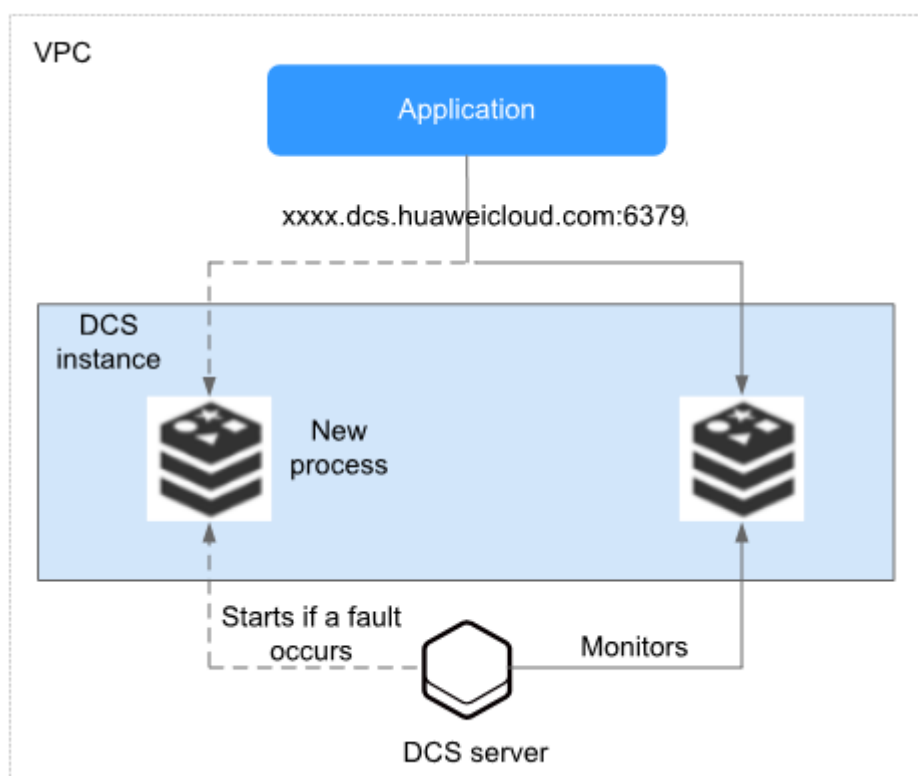 VPC
Application
xxxx.dcs.huaweicloud.com:6379
DCS
instance
New
process
Starts if a fault
occurs
Monitors
DCS server